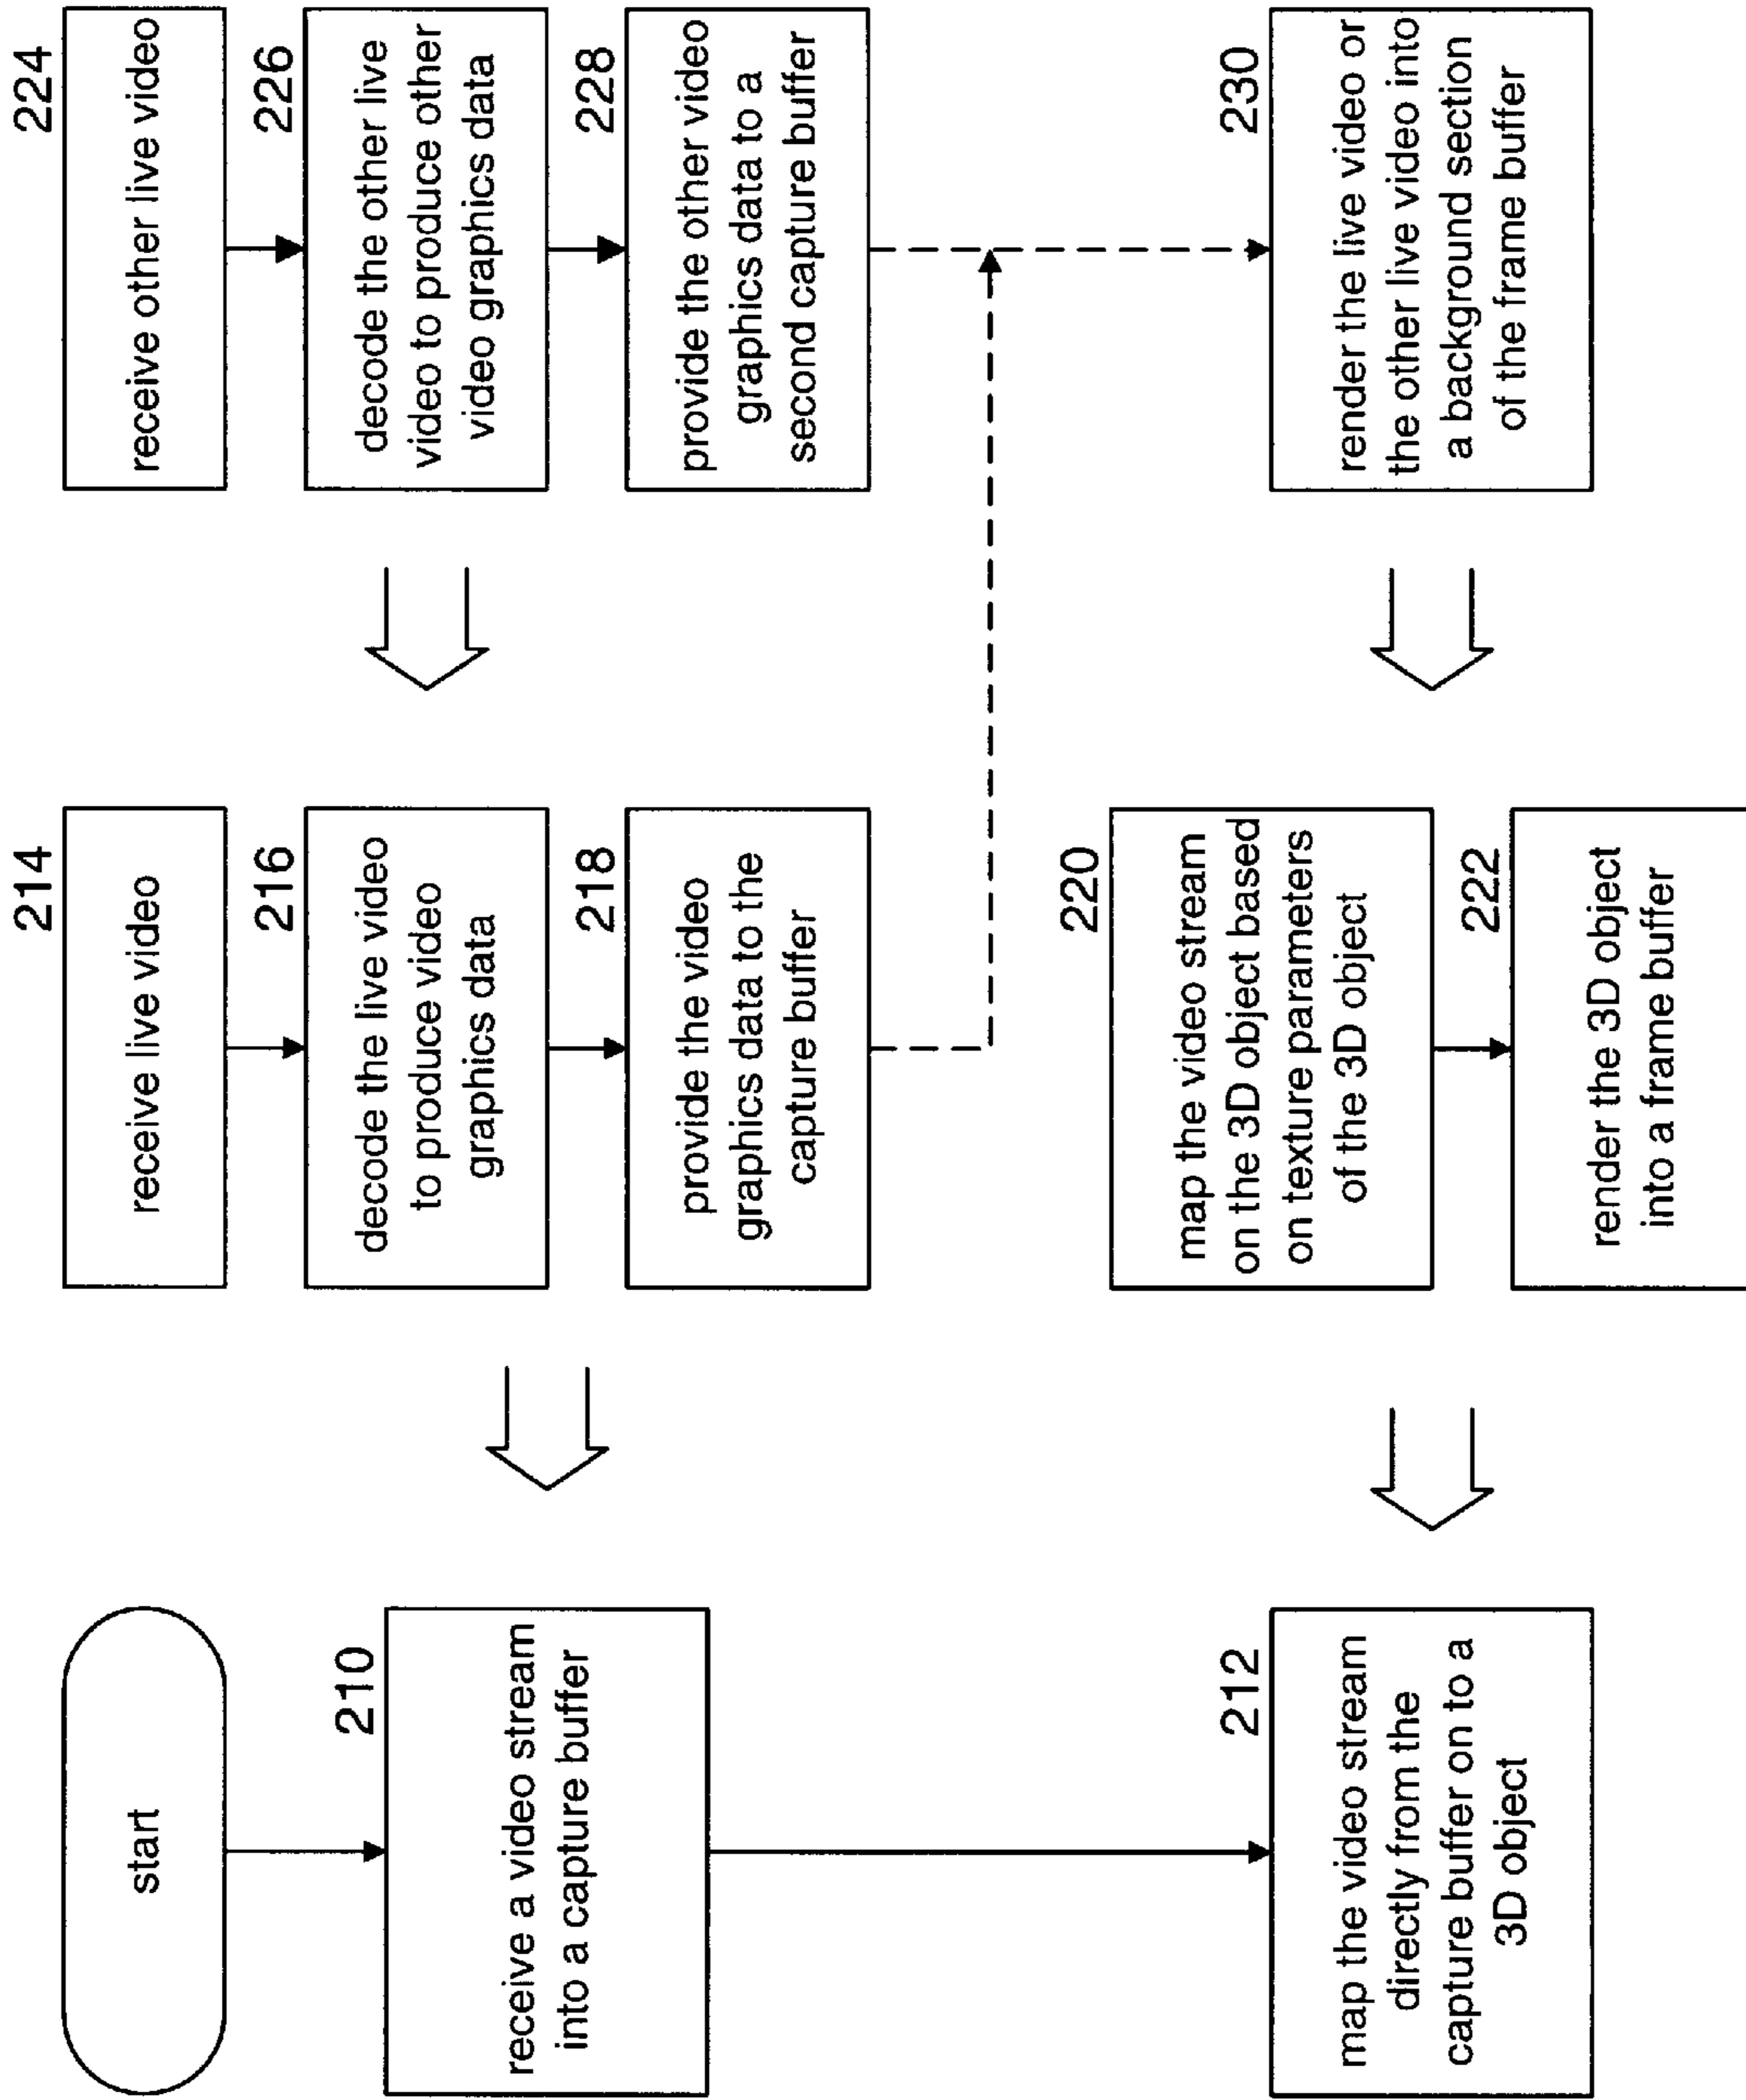 start
210
receive a video stream
into a capture buffer
212
map the video stream
directly from the
capture buffer on to a
3D object
214
receive live video
216
decode the live video
to produce video
graphics data
218
provide the video
graphics data to the
capture buffer
220
map the video stream
on the 3D object based
on texture parameters
of the 3D object
222
render the 3D object
into a frame buffer
224
receive other live video
226
decode the other live
video to produce other
video graphics data
228
provide the other video
graphics data to a
second capture buffer
230
render the live video or
the other live video into
a background section
of the frame buffer